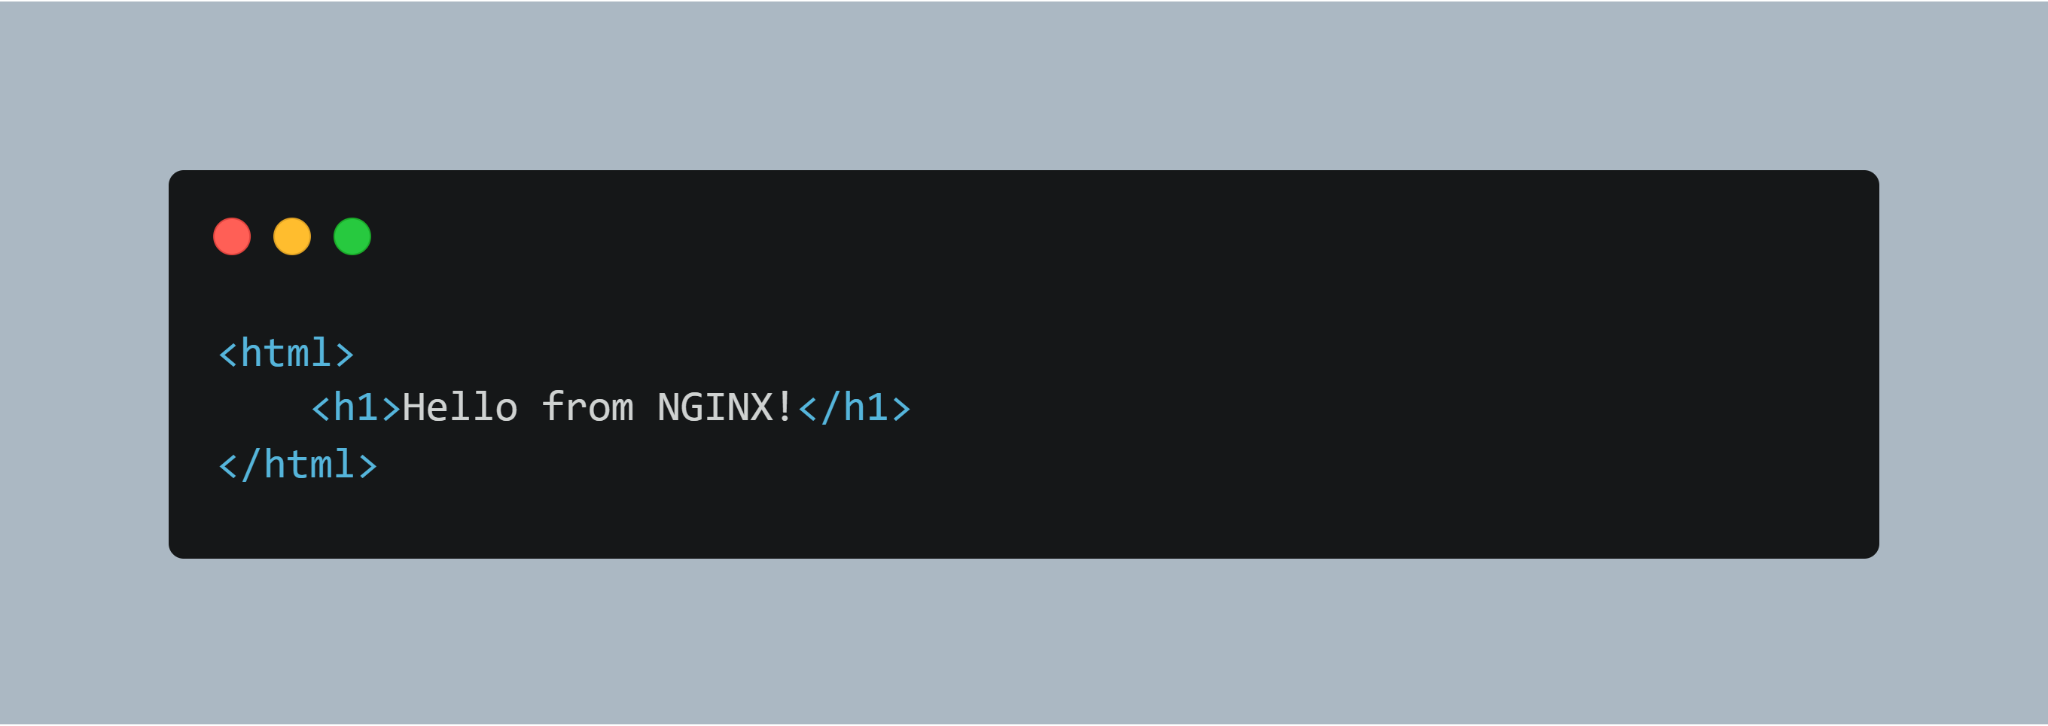 <html>
    <h1>Hello from NGINX!</h1>
</html>